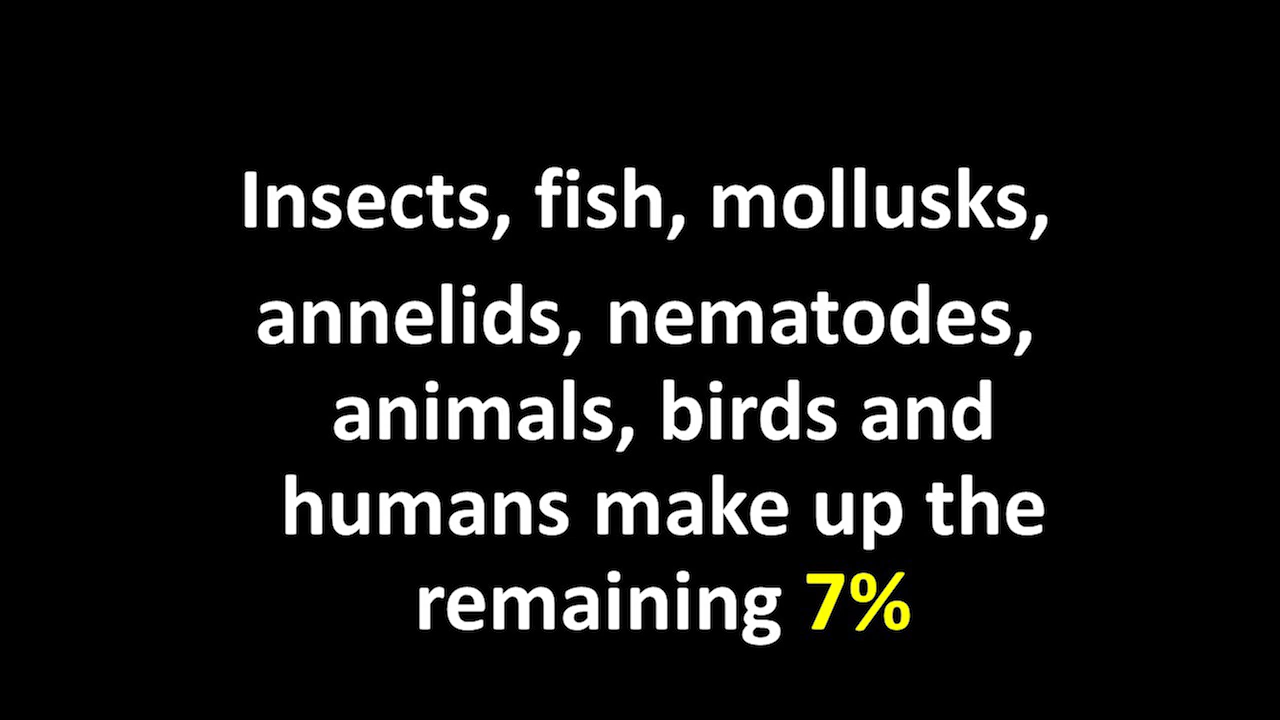 Insects, fish, mollusks,
annelids, nematodes,
animals, birds and
humans make up the
remaining 7%